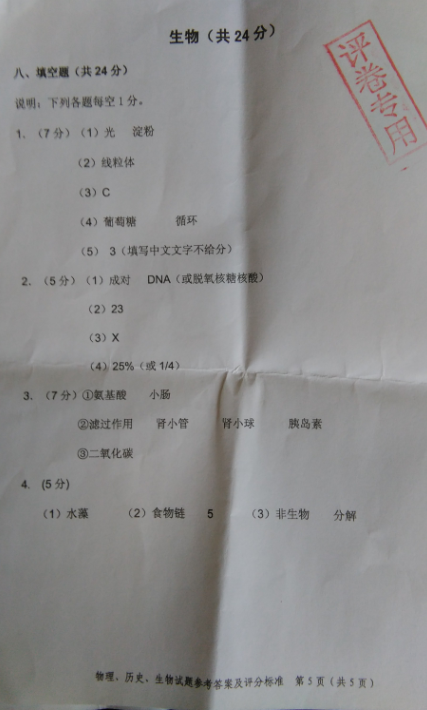 生物（共24分）
评卷专用
八、填空题（共24分）
说明：下列各题每空1分。
1. （7分）（1）光 淀粉
（2）线粒体
（3）C
（4）葡萄糖 循环
（5） 3（填写中文文字不给分）
2. （5分）（1）成对 DNA（或脱氧核糖核酸）
（2）23
（3）X
（4）25%（或1/4）
3. （7分）①氨基酸 小肠
②滤过作用 肾小管 肾小球 胰岛素
③二氧化碳
4. (5分)
（1）水藻 （2）食物链 5 （3）非生物 分解
物理、历史、生物试题参考答案及评分标准 第5页（共5页）